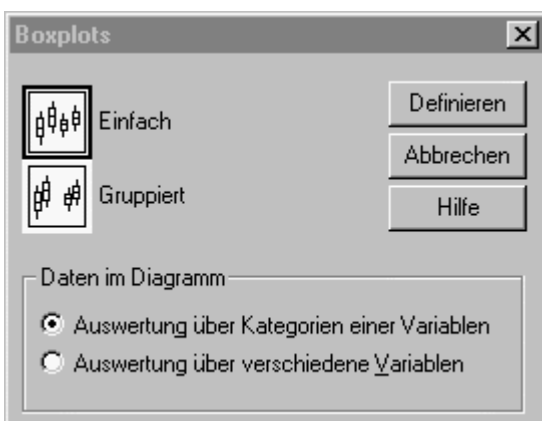 Boxplots
Einfach
Gruppiert
Definieren
Abbrechen
Hilfe
Daten im Diagramm
Auswertung über Kategorien einer Variablen
Auswertung über verschiedene Variablen